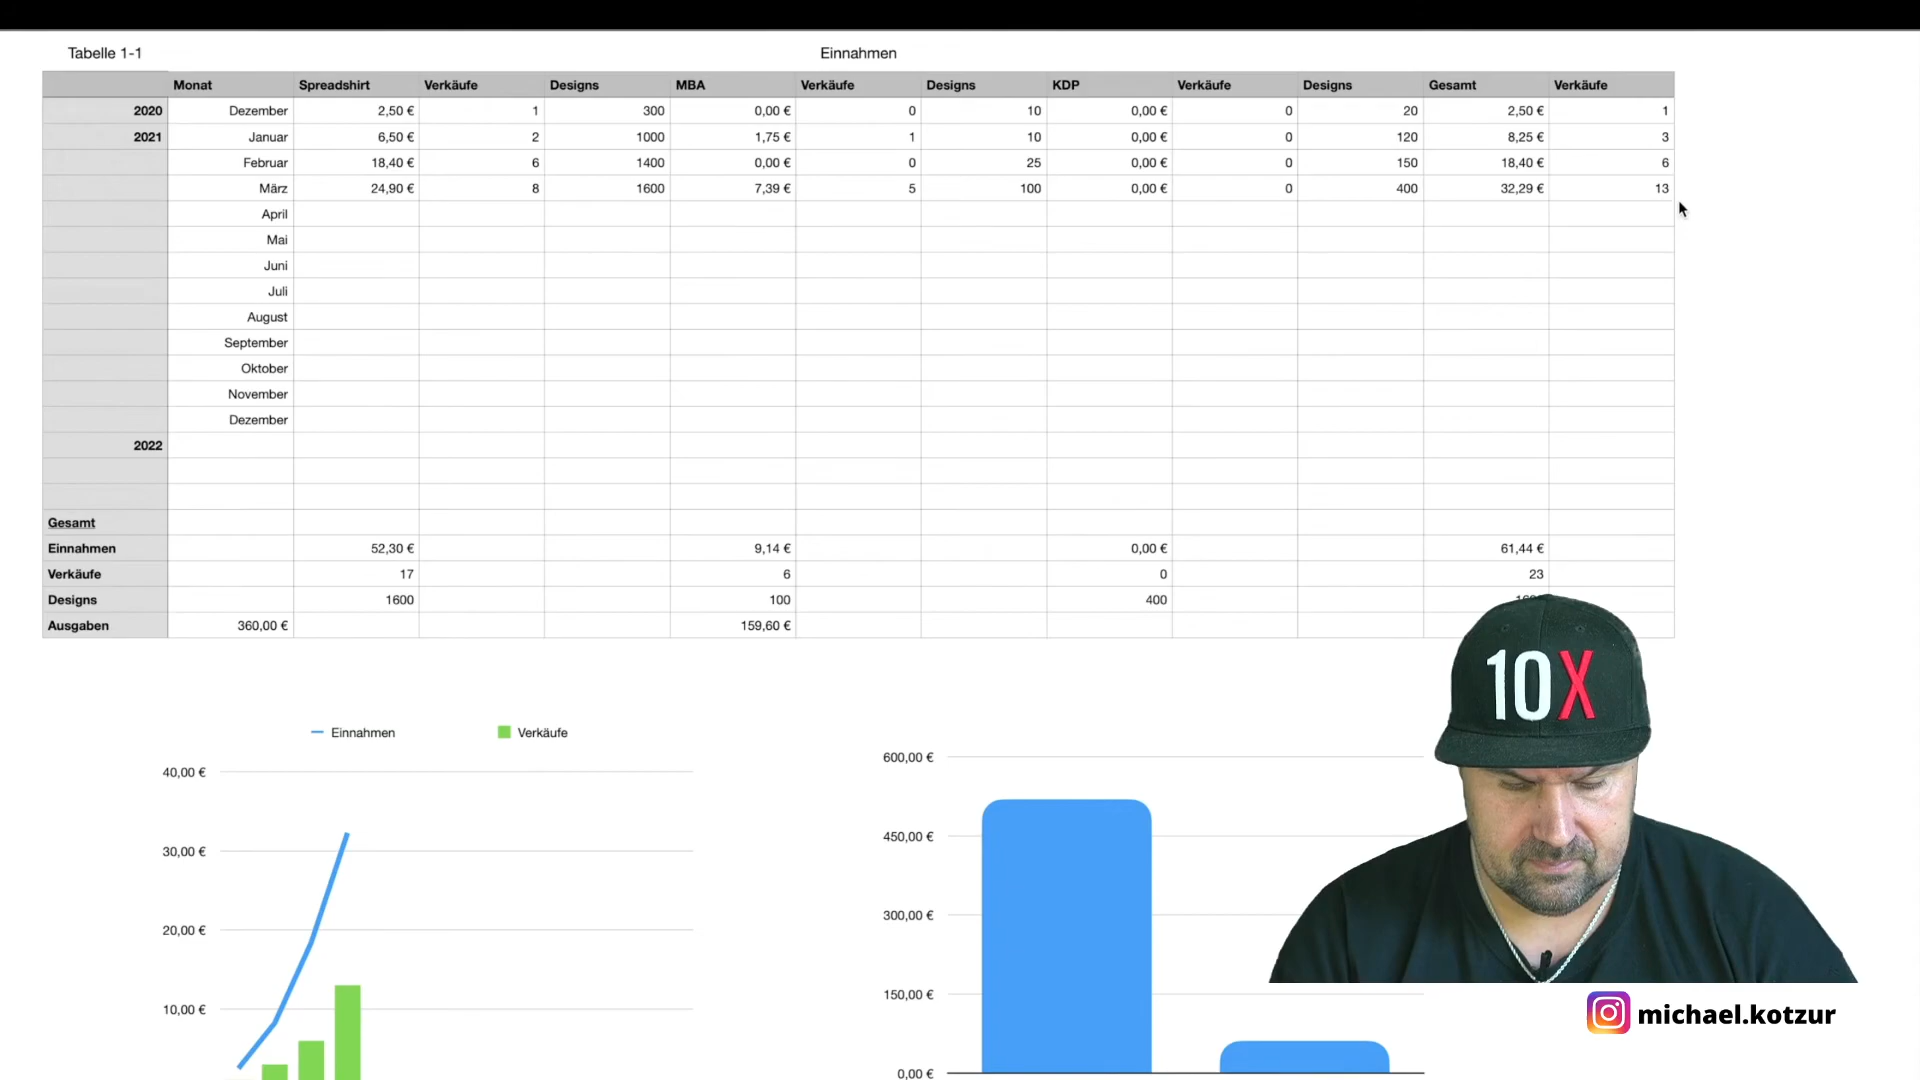 Tabelle 1-1 Einnahmen
Monat Spreadshirt Verkäufe Designs MBA Verkäufe Designs KDP Verkäufe Designs Gesamt Verkäufe
2020 Dezember 2,50 € 1 300 0,00 € 0 10 0,00 € 0 20 2,50 € 1
2021 Januar 6,50 € 2 1000 1,75 € 1 10 0,00 € 0 120 8,25 € 3
Februar 18,40 € 6 1400 0,00 € 0 25 0,00 € 0 150 18,40 € 6
März 24,90 € 8 1600 7,39 € 5 100 0,00 € 0 400 32,29 € 13
April
Mai
Juni
Juli
August
September
Oktober
November
Dezember
2022
Gesamt
Einnahmen 52,30 € 9,14 € 0,00 € 61,44 €
Verkäufe 17 6 0 23
Designs 1600 100 400
Ausgaben 360,00 € 159,60 €
Einnahmen Verkäufe
40,00 €
30,00 €
20,00 €
10,00 €
600,00 €
450,00 €
300,00 €
150,00 €
0,00 €
10X
michael.kotzur